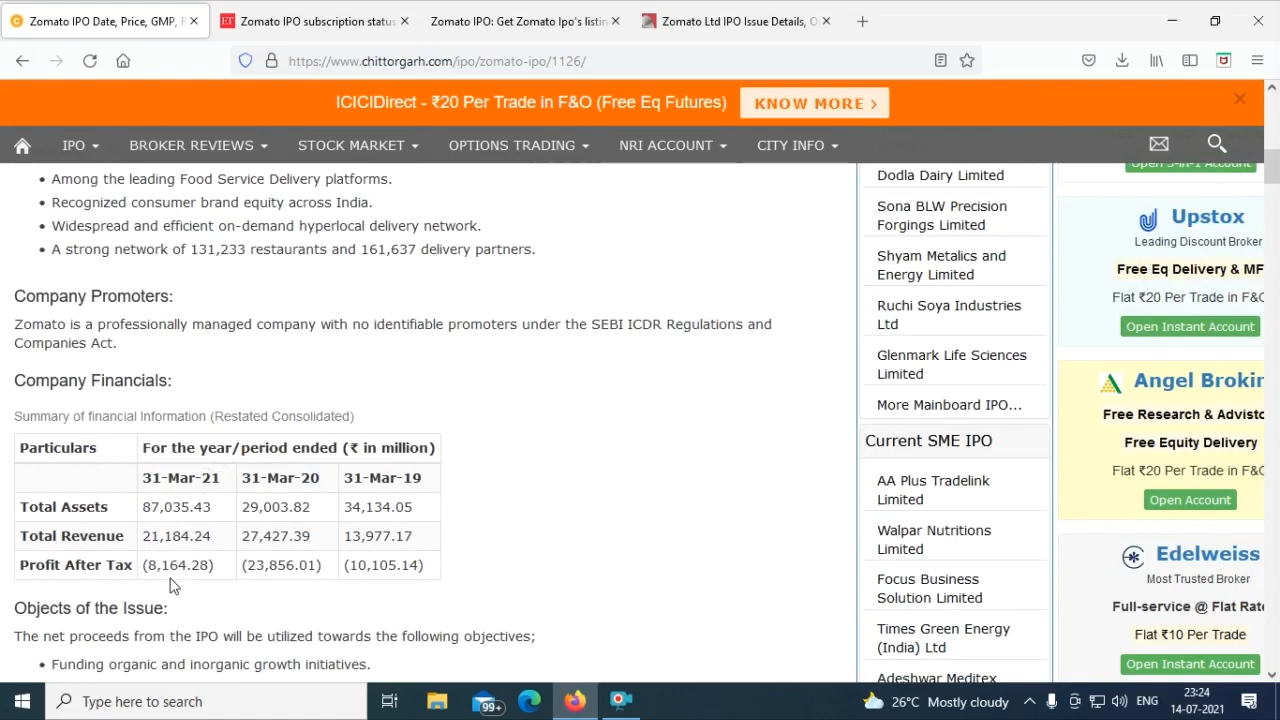 Zomato IPO Date, Price, GMP, F
Zomato IPO subscription status
Zomato IPO: Get Zomato Ipo's listin
Zomato Ltd IPO Issue Details, O
https://www.chittorgarh.com/ipo/zomato-ipo/1126/
ICICIDirect - ₹20 Per Trade in F&O (Free Eq Futures)
KNOW MORE >
IPO
BROKER REVIEWS
STOCK MARKET
OPTIONS TRADING
NRI ACCOUNT
CITY INFO
• Among the leading Food Service Delivery platforms.
• Recognized consumer brand equity across India.
• Widespread and efficient on-demand hyperlocal delivery network.
• A strong network of 131,233 restaurants and 161,637 delivery partners.
Company Promoters:
Zomato is a professionally managed company with no identifiable promoters under the SEBI ICDR Regulations and
Companies Act.
Company Financials:
Summary of financial Information (Restated Consolidated)
Particulars For the year/period ended (₹ in million)
31-Mar-21 31-Mar-20 31-Mar-19
Total Assets 87,035.43 29,003.82 34,134.05
Total Revenue 21,184.24 27,427.39 13,977.17
Profit After Tax (8,164.28) (23,856.01) (10,105.14)
Objects of the Issue:
The net proceeds from the IPO will be utilized towards the following objectives;
• Funding organic and inorganic growth initiatives.
Dodla Dairy Limited
Sona BLW Precision
Forgings Limited
Shyam Metalics and
Energy Limited
Ruchi Soya Industries
Ltd
Glenmark Life Sciences
Limited
More Mainboard IPO...
Current SME IPO
AA Plus Tradelink
Limited
Walpar Nutritions
Limited
Focus Business
Solution Limited
Times Green Energy
(India) Ltd
Adeshwar Meditex
Open 3-in-1 Account
Upstox
Leading Discount Broker
Free Eq Delivery & MF
Flat ₹20 Per Trade in F&O
Open Instant Account
Angel Brokin
Free Research & Advisto
Free Equity Delivery
Flat ₹20 Per Trade in F&O
Open Account
Edelweiss
Most Trusted Broker
Full-service @ Flat Rate
Flat ₹10 Per Trade
Open Instant Account
Type here to search
99+
26°C Mostly cloudy
ENG
23:24
14-07-2021